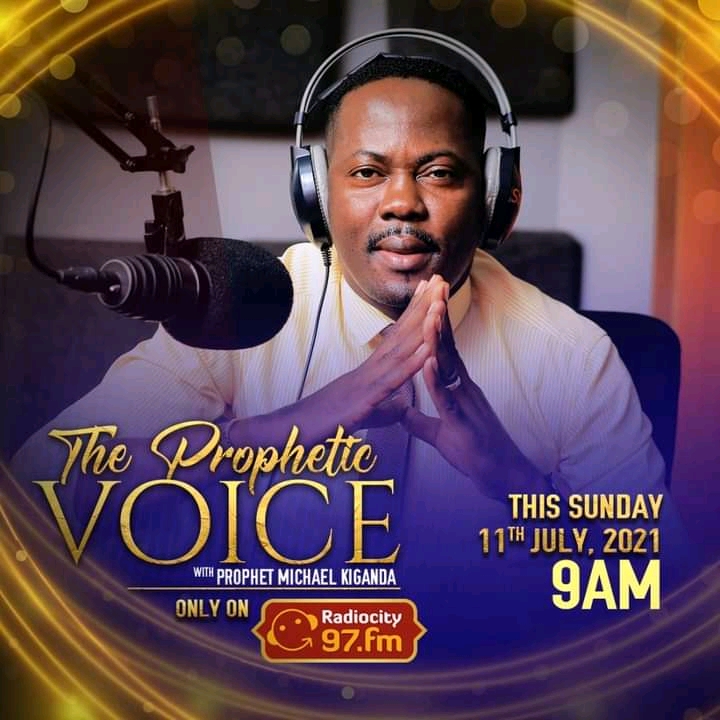 The Prophetic
VOICE
WITH PROPHET MICHAEL KIGANDA
ONLY ON
Radiocity
97.fm
THIS SUNDAY
11TH JULY, 2021
9AM